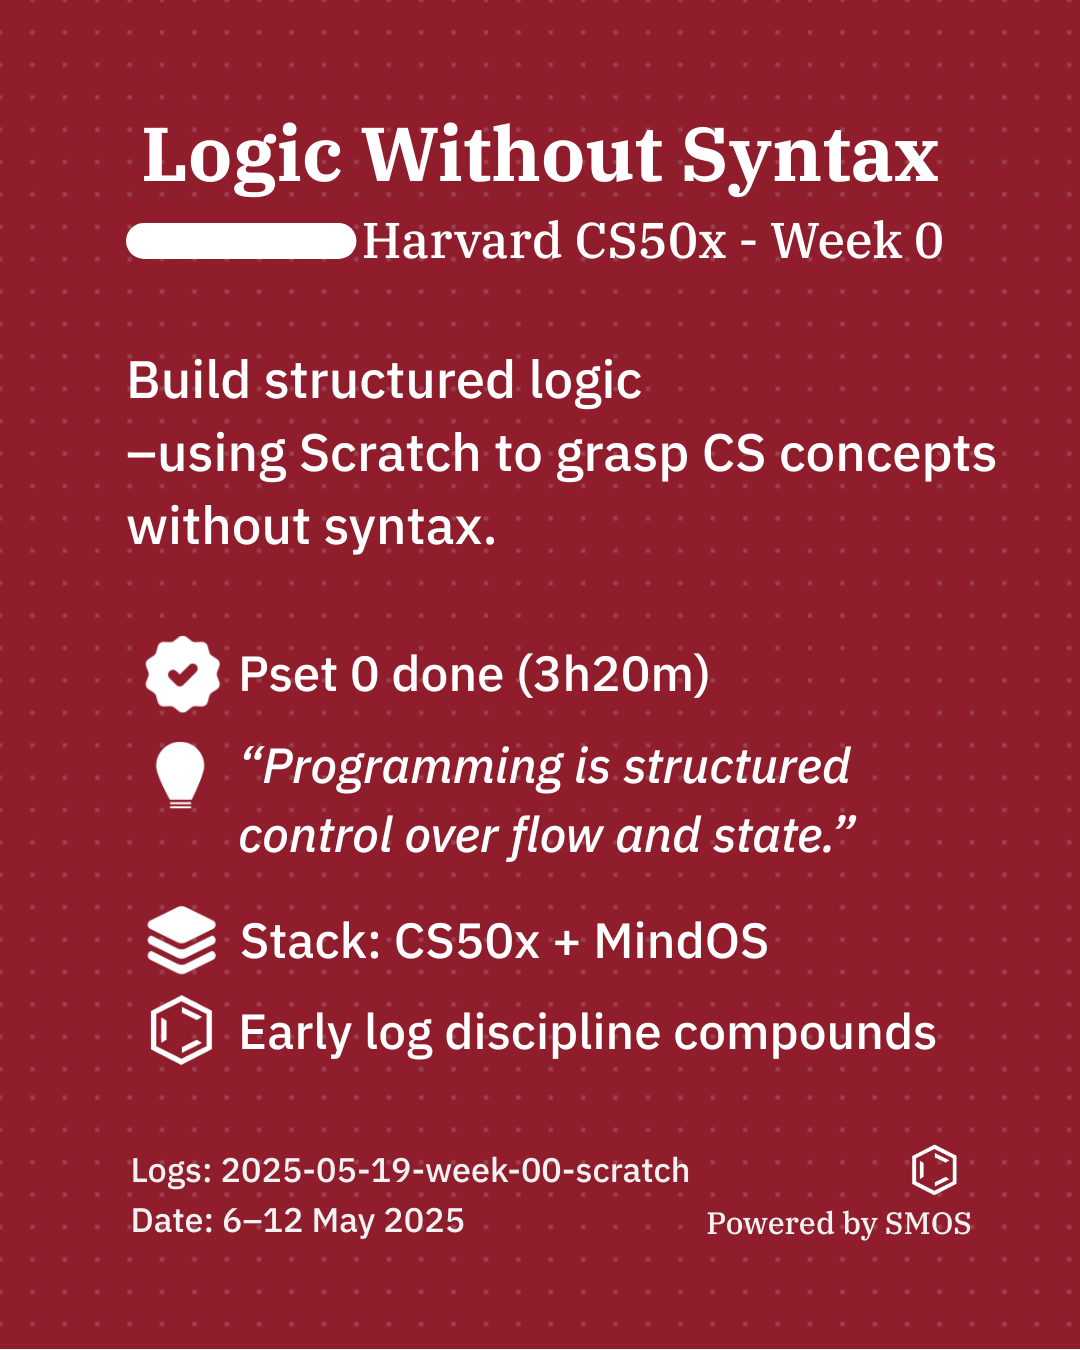 Logic Without Syntax
Harvard CS50x - Week 0
Build structured logic
–using Scratch to grasp CS concepts
without syntax.
Pset 0 done (3h20m)
“Programming is structured
control over flow and state.”
Stack: CS50x + MindOS
Early log discipline compounds
Logs: 2025-05-19-week-00-scratch
Date: 6–12 May 2025
Powered by SMOS